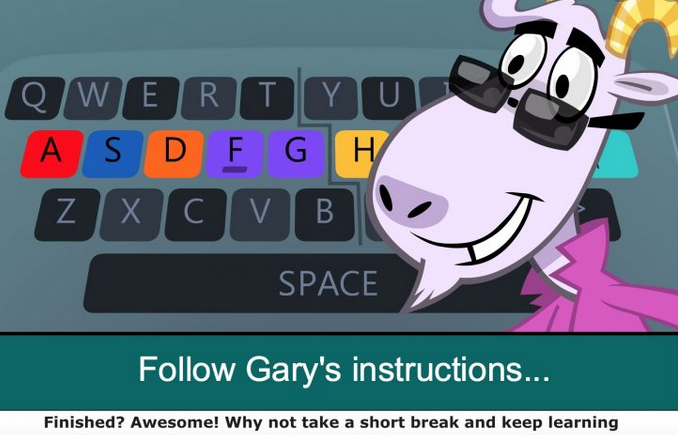 Q W E R T Y U
A S D F G H
Z X C V B
SPACE
Follow Gary's instructions...
Finished? Awesome! Why not take a short break and keep learning